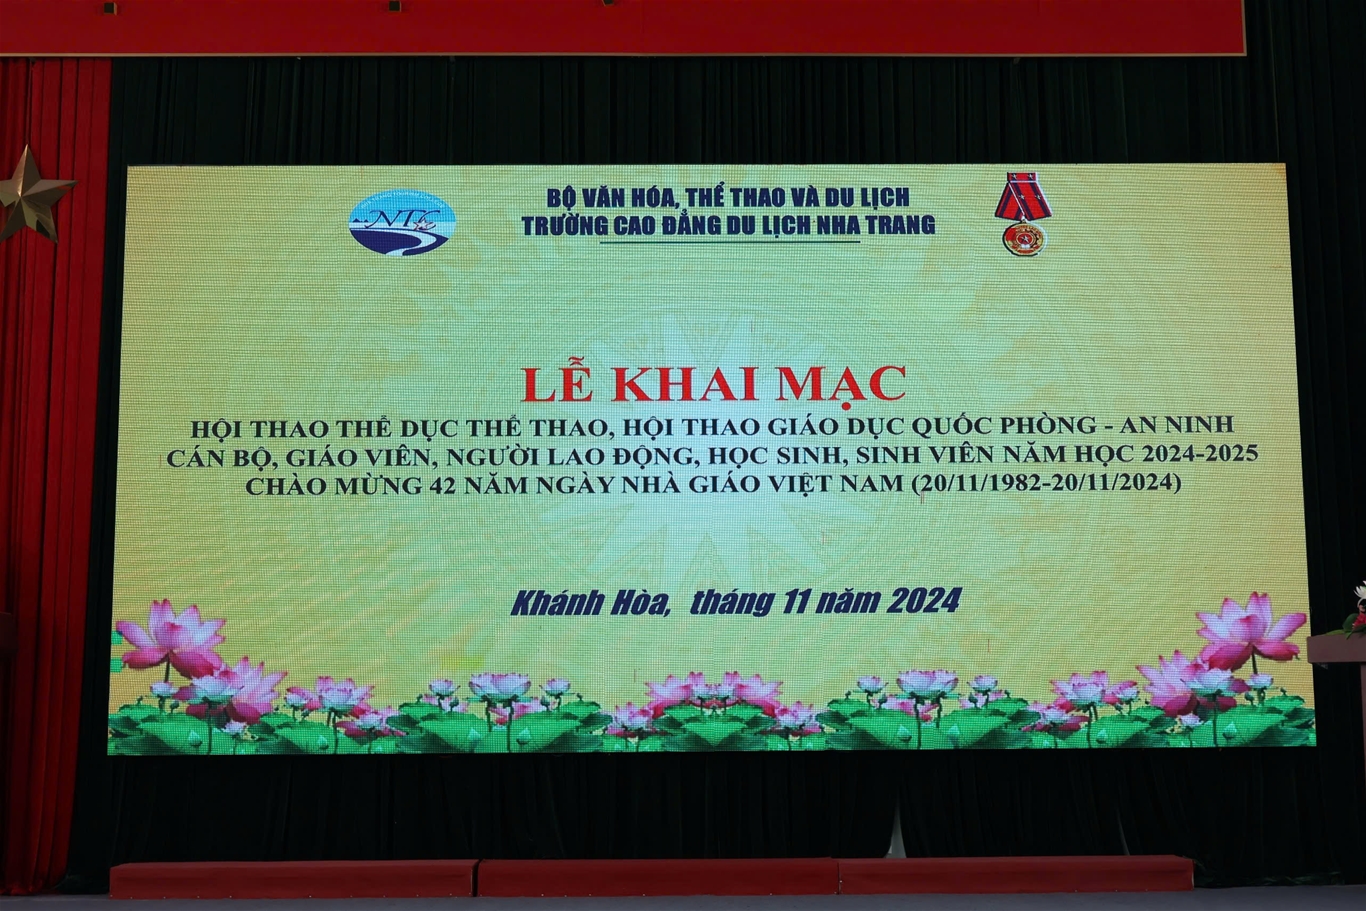 BỘ VĂN HÓA, THỂ THAO VÀ DU LỊCH
TRƯỜNG CAO ĐẲNG DU LỊCH NHA TRANG
LỄ KHAI MẠC
HỘI THAO THỂ DỤC THỂ THAO, HỘI THAO GIÁO DỤC QUỐC PHÒNG - AN NINH
CÁN BỘ, GIÁO VIÊN, NGƯỜI LAO ĐỘNG, HỌC SINH, SINH VIÊN NĂM HỌC 2024-2025
CHÀO MỪNG 42 NĂM NGÀY NHÀ GIÁO VIỆT NAM (20/11/1982-20/11/2024)
Khánh Hòa, tháng 11 năm 2024